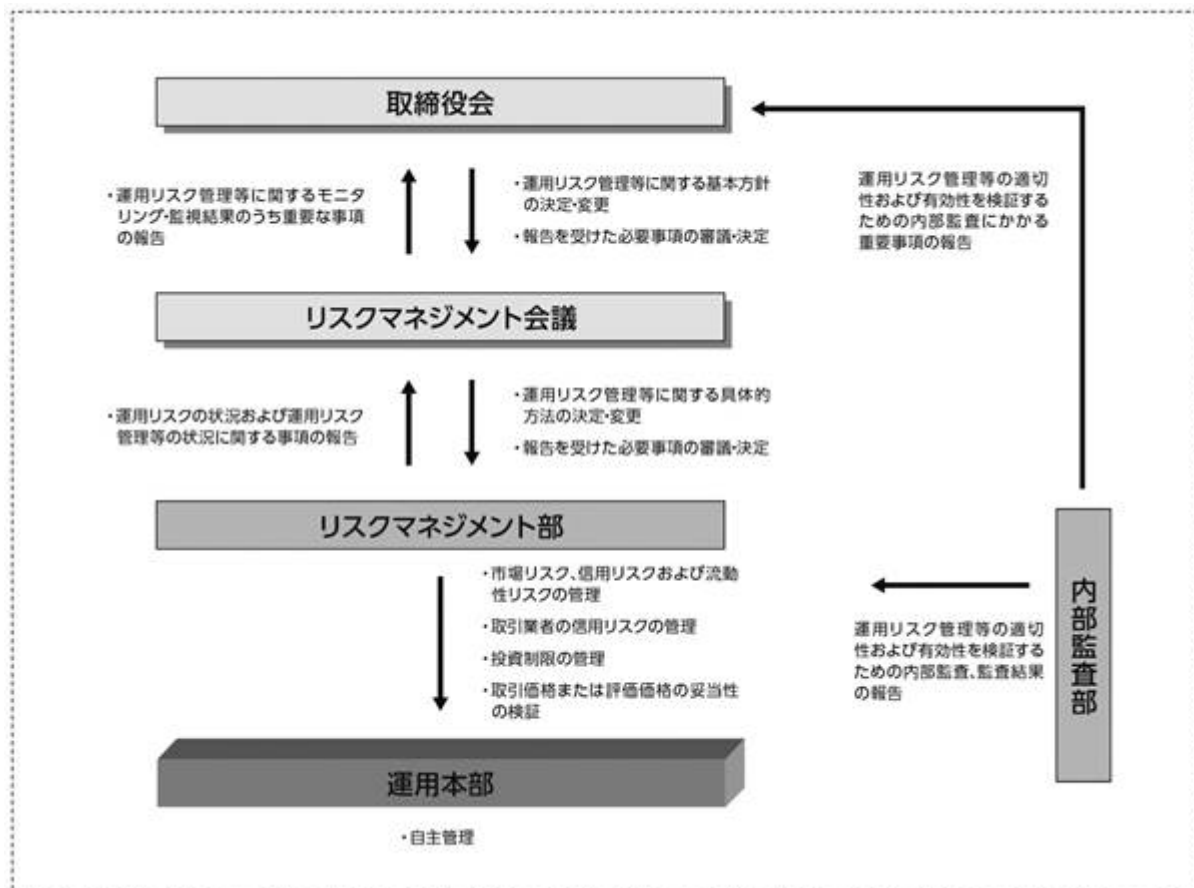 取締役会
・運用リスク管理等に関するモニタ
リング・監視結果のうち重要な事項
の報告
・運用リスク管理等に関する基本方針
の決定・変更
・報告を受けた必要事項の審議・決定
運用リスク管理等の適切
性および有効性を検証する
ための内部監査にかかる
重要事項の報告
リスクマネジメント会議
・運用リスクの状況および運用リスク
管理等の状況に関する事項の報告
・運用リスク管理等に関する具体的
方法の決定・変更
・報告を受けた必要事項の審議・決定
リスクマネジメント部
・市場リスク、信用リスクおよび流動
性リスクの管理
・取引業者の信用リスクの管理
・投資制限の管理
・取引価格または評価価格の妥当性
の検証
運用リスク管理等の適切
性および有効性を検証する
ための内部監査、監査結果
の報告
内部監査部
運用本部
・自主管理